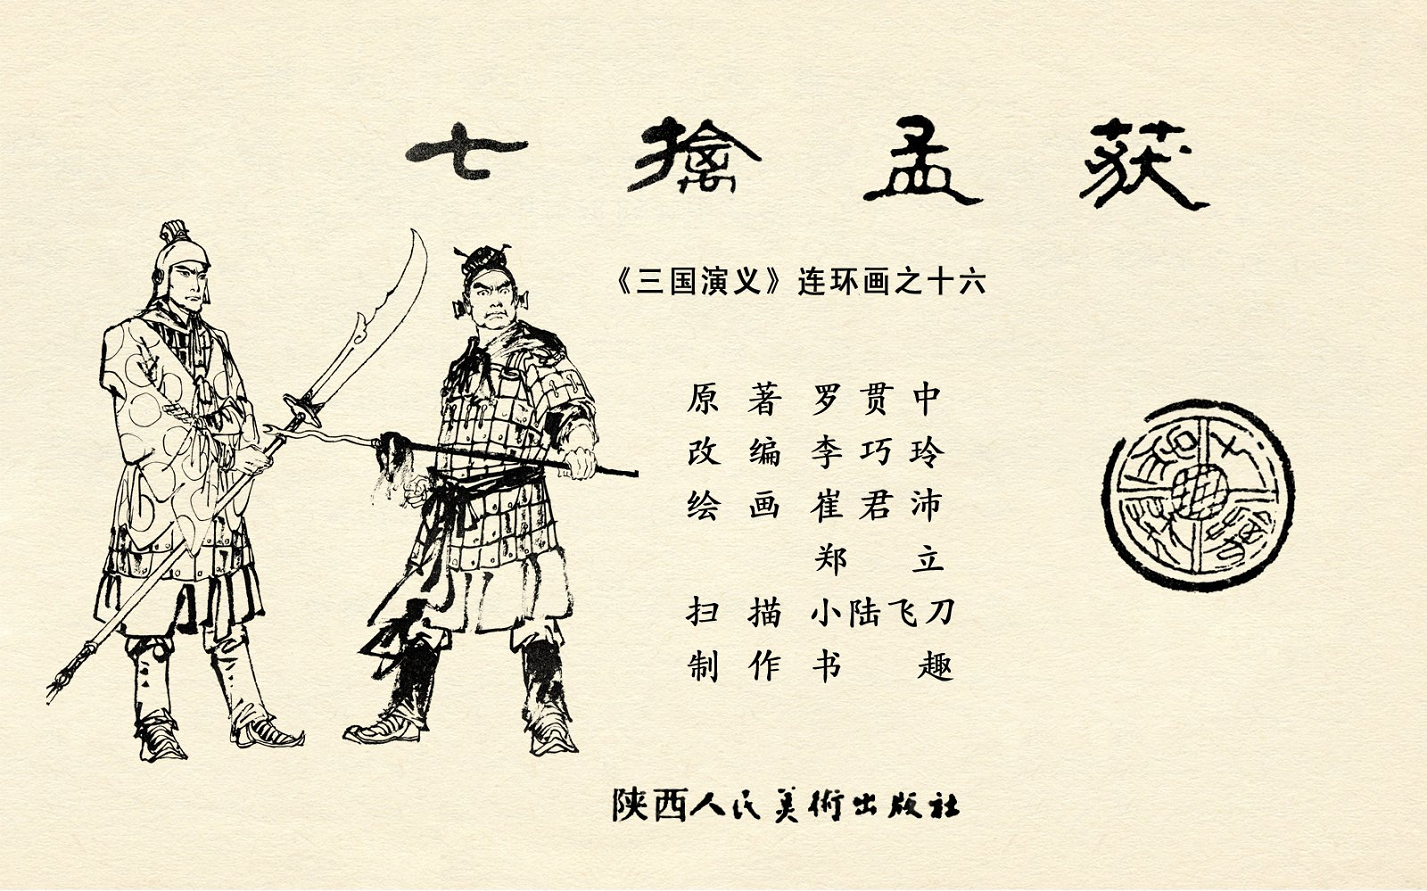 七擒孟获
《三国演义》连环画之十六
原 著 罗贯中
改 编 李巧玲
绘 画 崔君沛
郑 立
扫 描 小陆飞刀
制 作 书 趣
陕西人民美術出版社